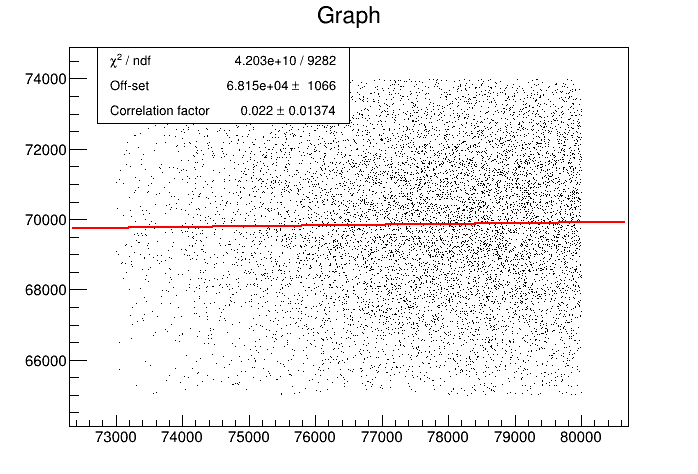 Graph
χ² / ndf 4.203e+10 / 9282
Off-set 6.815e+04 ± 1066
Correlation factor 0.022 ± 0.01374
74000
72000
70000
68000
66000
73000 74000 75000 76000 77000 78000 79000 80000